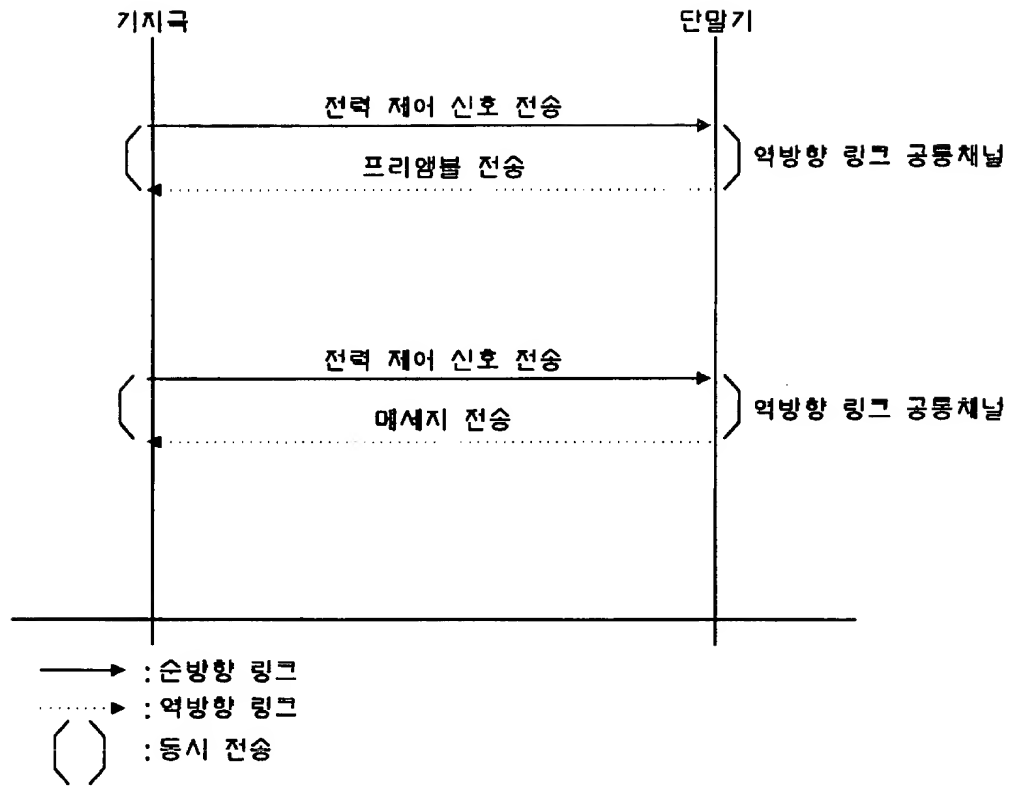 기지국
단말기
전력 제어 신호 전송
프리앰블 전송
역방향 링크 공통채널
전력 제어 신호 전송
메세지 전송
역방향 링크 공통채널
: 순방향 링크
: 역방향 링크
: 동시 전송